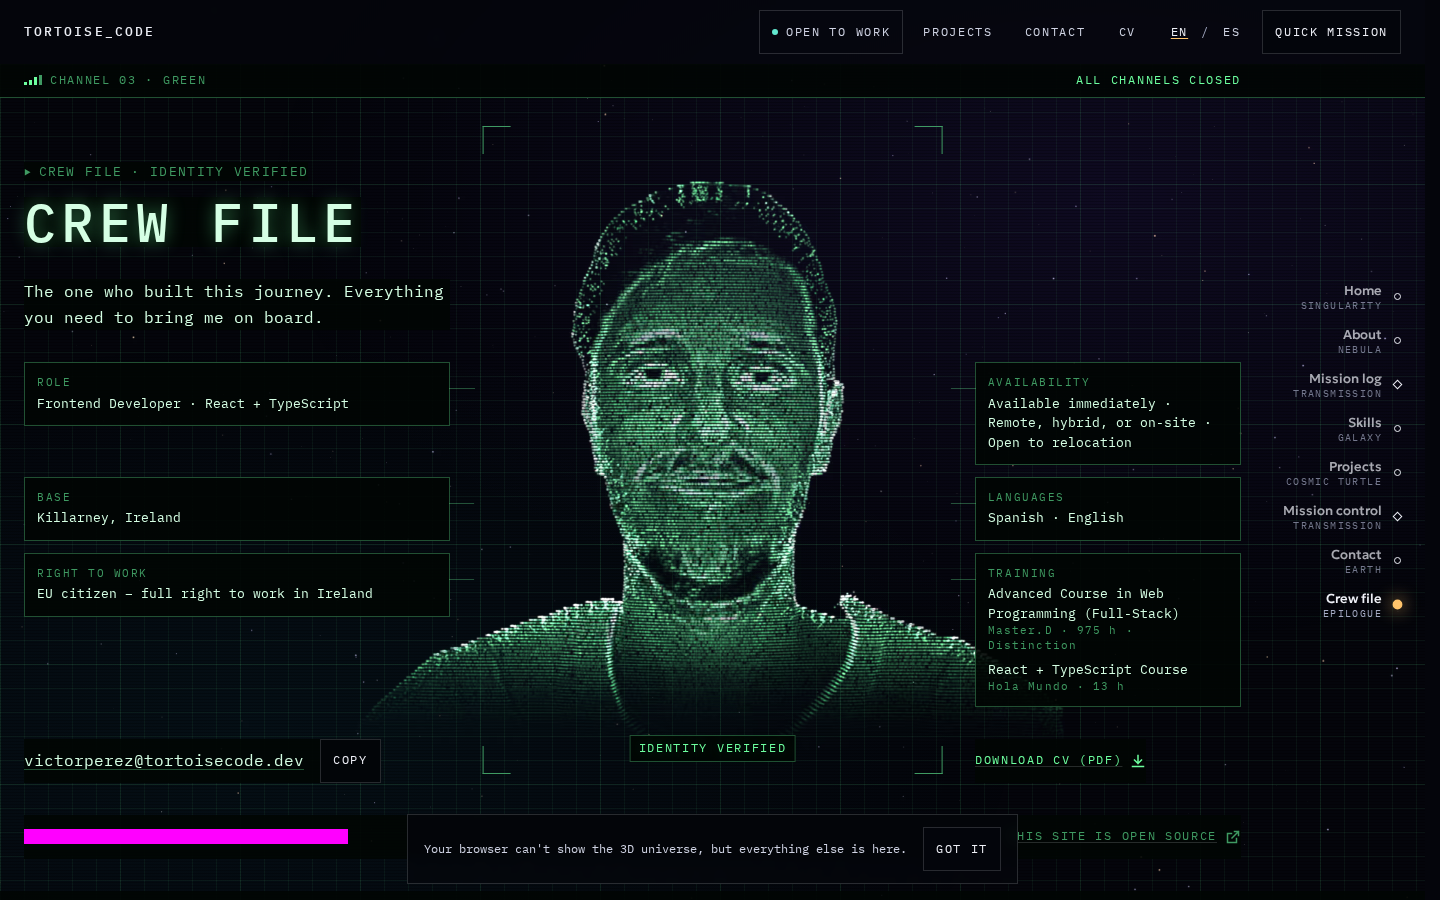 TORTOISE_CODE
OPEN TO WORK
PROJECTS
CONTACT
CV
EN / ES
QUICK MISSION
CHANNEL 03 · GREEN
ALL CHANNELS CLOSED
▸ CREW FILE · IDENTITY VERIFIED
CREW FILE
The one who built this journey. Everything
you need to bring me on board.
ROLE
Frontend Developer · React + TypeScript
BASE
Killarney, Ireland
RIGHT TO WORK
EU citizen – full right to work in Ireland
AVAILABILITY
Available immediately ·
Remote, hybrid, or on-site ·
Open to relocation
LANGUAGES
Spanish · English
TRAINING
Advanced Course in Web
Programming (Full-Stack)
Master.D · 975 h ·
Distinction
React + TypeScript Course
Hola Mundo · 13 h
Home
SINGULARITY
About
NEBULA
Mission log
TRANSMISSION
Skills
GALAXY
Projects
COSMIC TURTLE
Mission control
TRANSMISSION
Contact
EARTH
Crew file
EPILOGUE
IDENTITY VERIFIED
victorperez@tortoisecode.dev
COPY
DOWNLOAD CV (PDF)
HIS SITE IS OPEN SOURCE
Your browser can't show the 3D universe, but everything else is here.
GOT IT